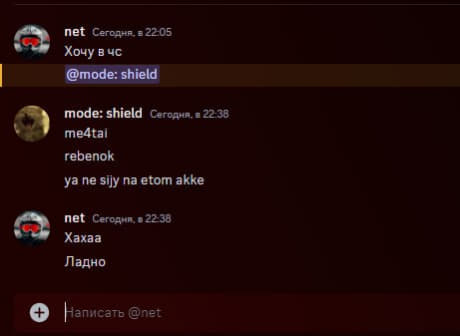 net Сегодня, в 22:05
Хочу в чс
@mode: shield
mode: shield Сегодня, в 22:38
me4tai
rebenok
ya ne sijy na etom akke
net Сегодня, в 22:38
Хахаа
Ладно
Написать @net